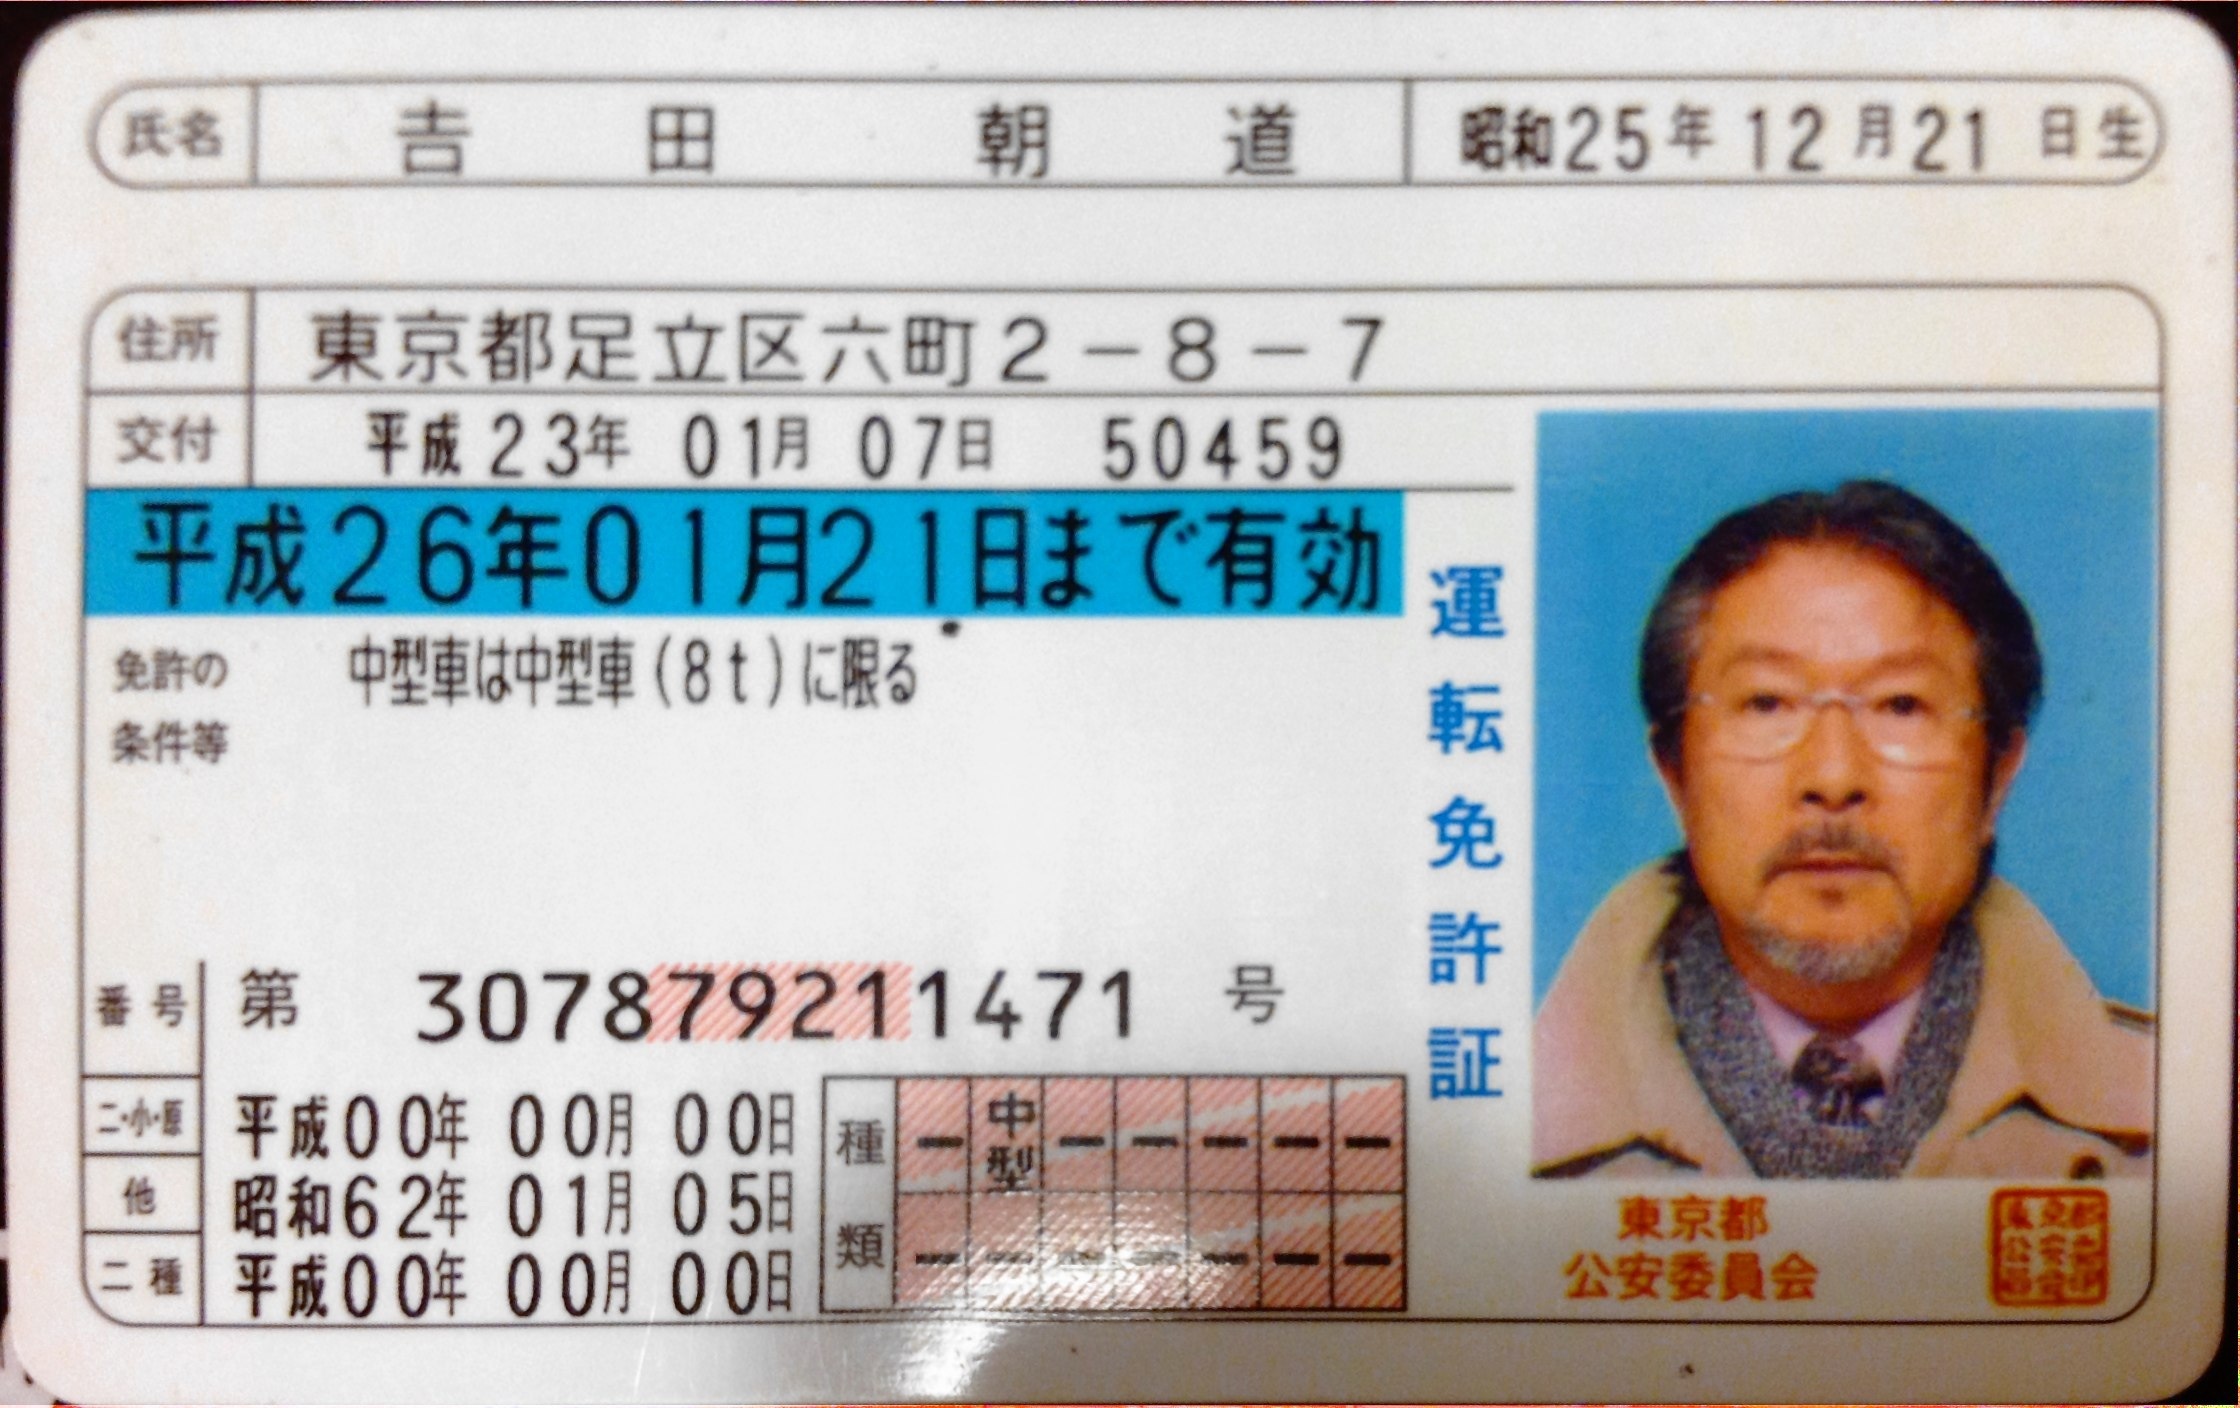 氏名 𠮷田 朝道 昭和25年12月21日生
住所 東京都足立区六町2-8-7
交付 平成23年01月07日 50459
平成26年01月21日まで有効
免許の条件等 中型車は中型車(8t)に限る
運転免許証
番号 第 307879211471 号
二・小・原 平成00年00月00日
他 昭和62年01月05日
二種 平成00年00月00日
種類 中型
東京都
公安委員会